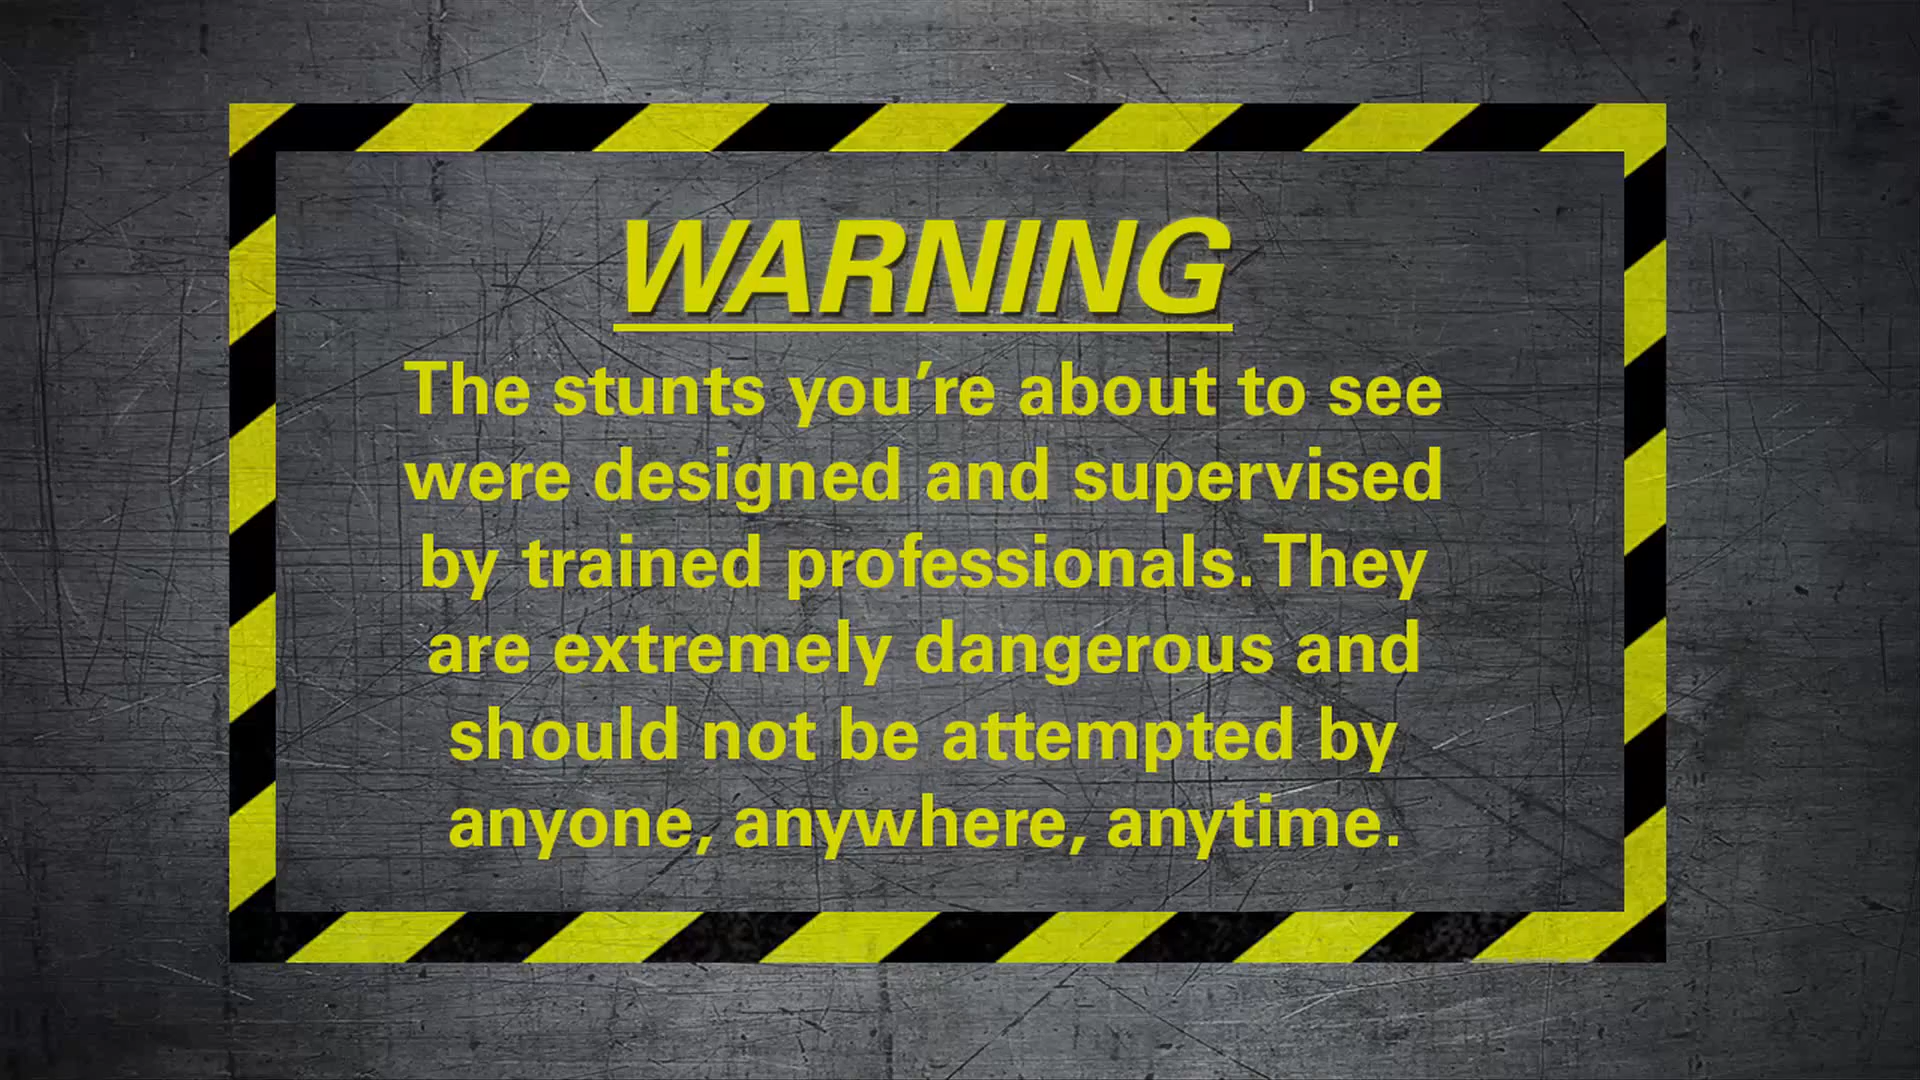 WARNING
The stunts you’re about to see
were designed and supervised
by trained professionals. They
are extremely dangerous and
should not be attempted by
anyone, anywhere, anytime.